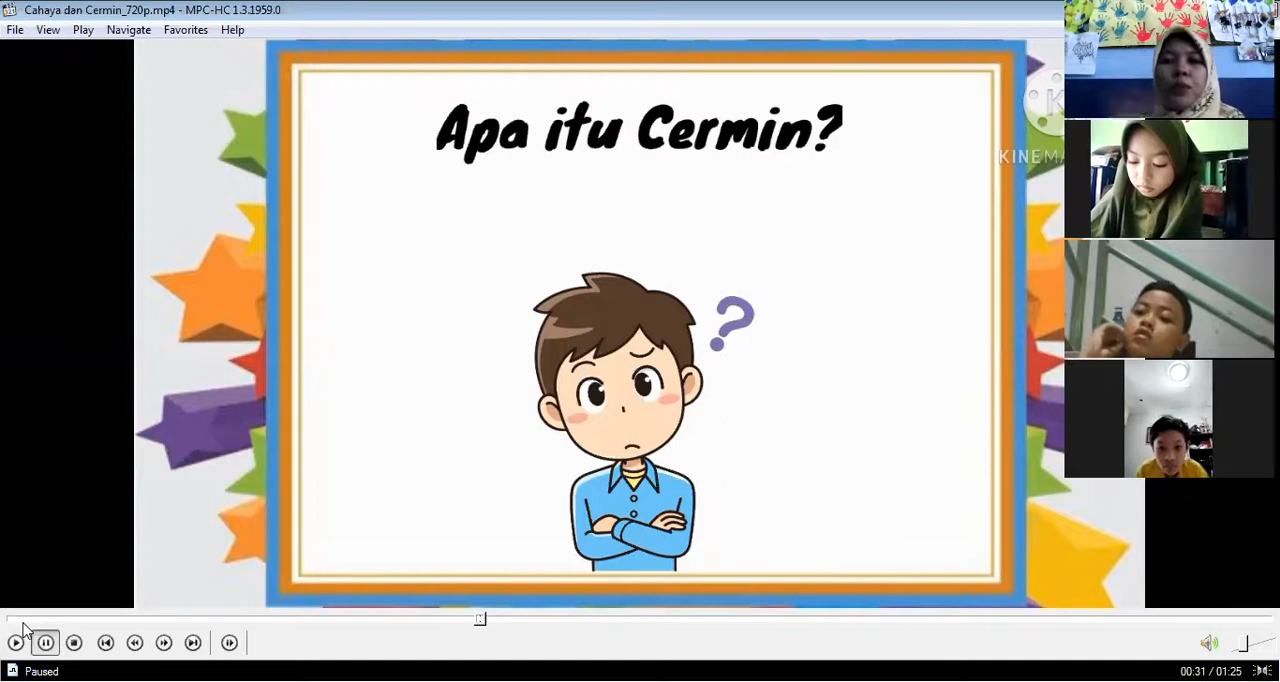 Cahaya dan Cermin_720p.mp4 - MPC-HC 1.3.1959.0
File View Play Navigate Favorites Help
Apa itu Cermin?
K
KINEMA
?
Paused
00:31 / 01:25